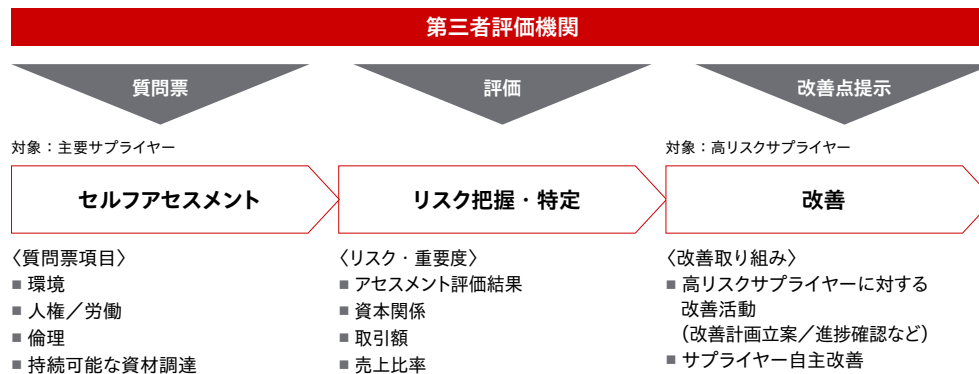 第三者評価機関
質問票
評価
改善点提示
対象：主要サプライヤー
対象：高リスクサプライヤー
セルフアセスメント
リスク把握・特定
改善
〈質問票項目〉
■ 環境
■ 人権／労働
■ 倫理
■ 持続可能な資材調達
〈リスク・重要度〉
■ アセスメント評価結果
■ 資本関係
■ 取引額
■ 売上比率
〈改善取り組み〉
■ 高リスクサプライヤーに対する
改善活動
（改善計画立案／進捗確認など）
■ サプライヤー自主改善